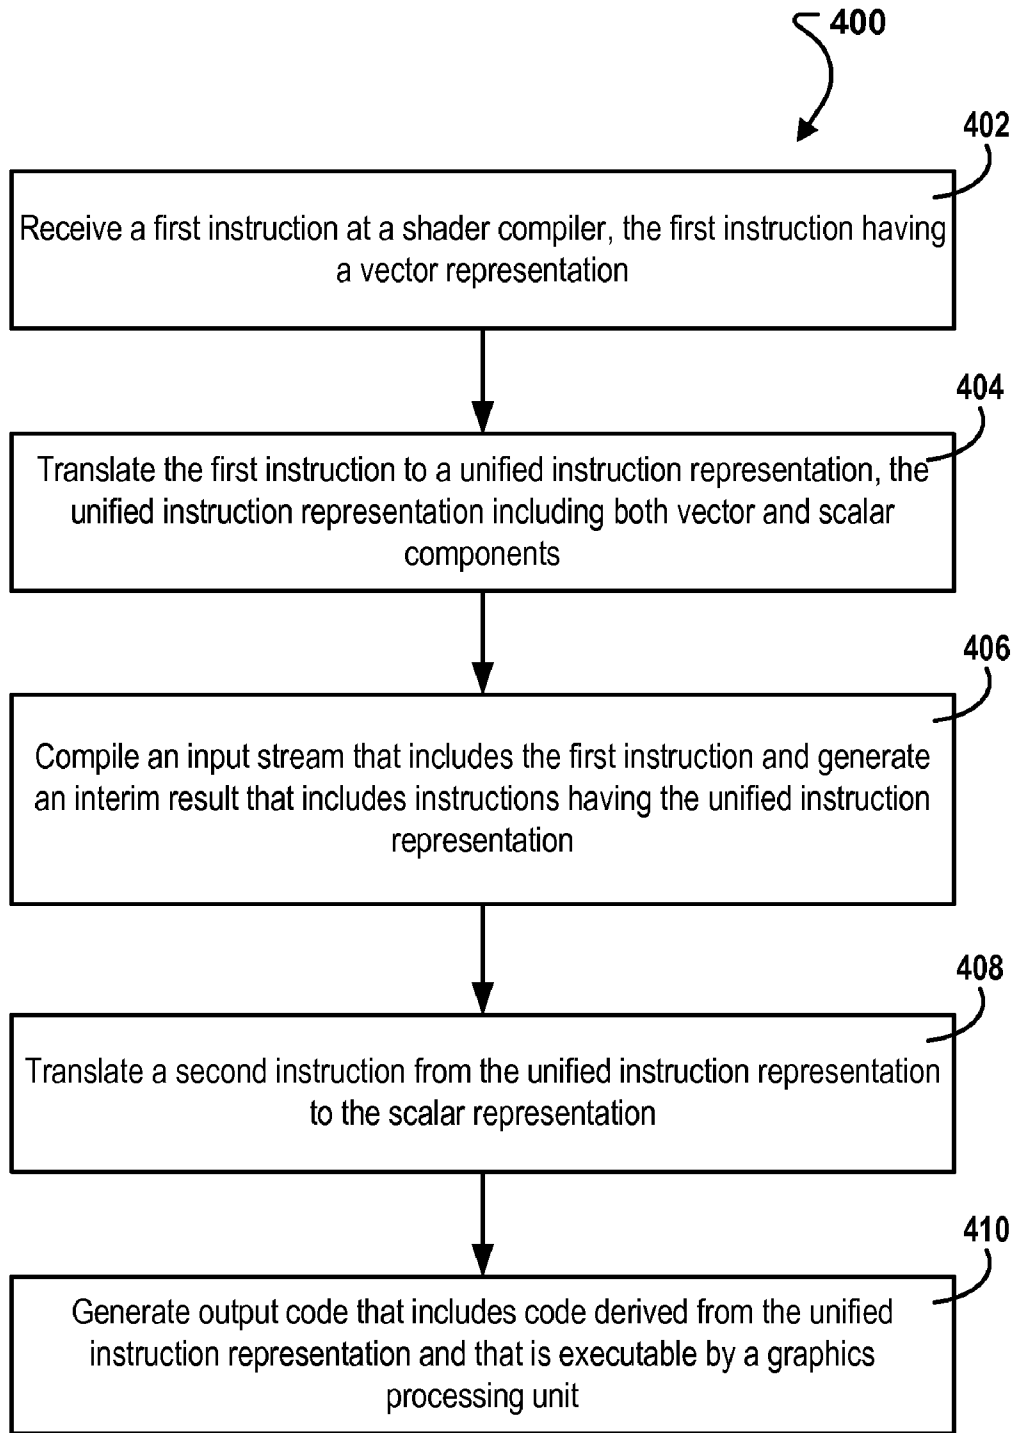 400
402
Receive a first instruction at a shader compiler, the first instruction having
a vector representation
404
Translate the first instruction to a unified instruction representation, the
unified instruction representation including both vector and scalar
components
406
Compile an input stream that includes the first instruction and generate
an interim result that includes instructions having the unified instruction
representation
408
Translate a second instruction from the unified instruction representation
to the scalar representation
410
Generate output code that includes code derived from the unified
instruction representation and that is executable by a graphics
processing unit